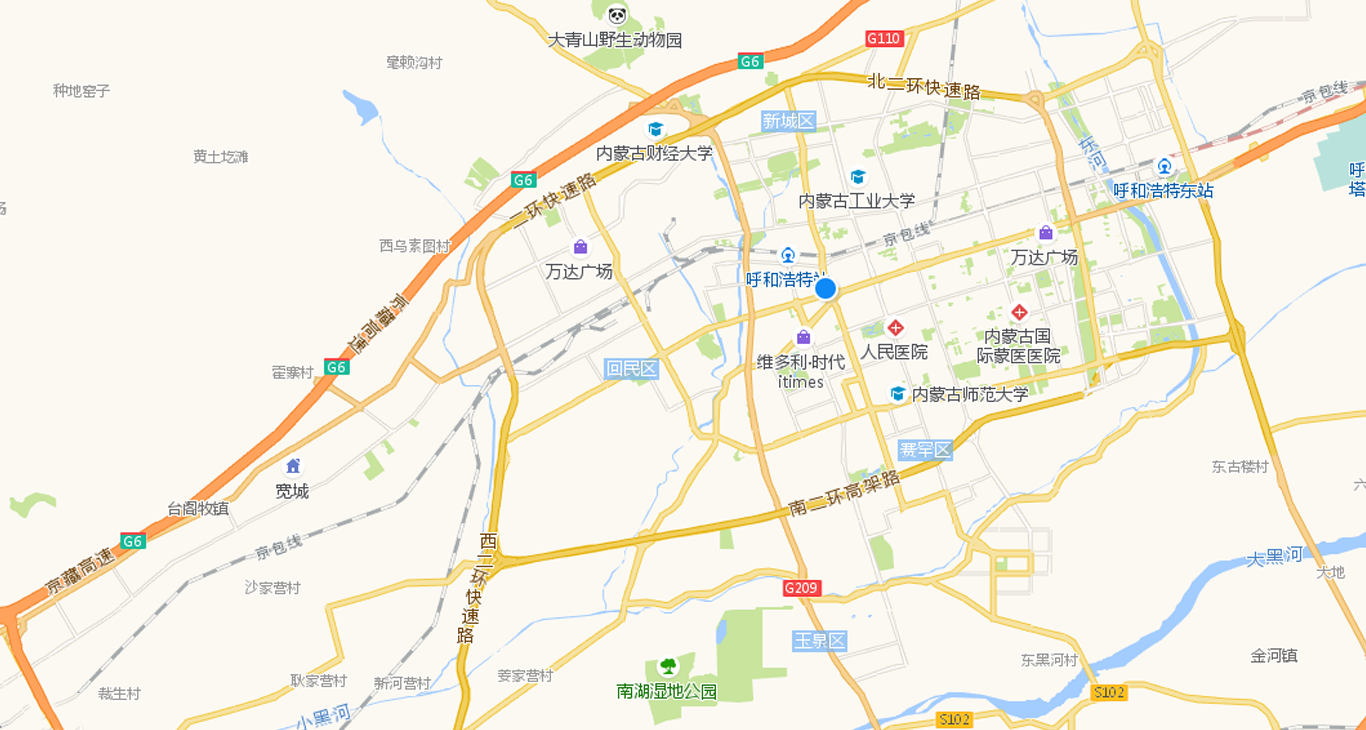 大青山野生动物园
G110
毫赖沟村
G6
北二环快速路
种地窑子
京包线
新城区
东河
内蒙古财经大学
黄土圪滩
呼
塔
G6
二环快速路
呼和浩特东站
内蒙古工业大学
西乌素图村
京包线
万达广场
万达广场
呼和浩特站
京藏高速
人民医院
内蒙古国
际蒙医医院
维多利·时代
itimes
回民区
G6
霍寨村
内蒙古师范大学
赛罕区
东古楼村
宽城
南二环高架路
台阁牧镇
G6
京包线
西二环快速路
大黑河
京藏高速
大地
沙家营村
G209
玉泉区
东黑河村
金河镇
耿家营村
新河营村
姜家营村
南湖湿地公园
裁生村
S102
小黑河
S102